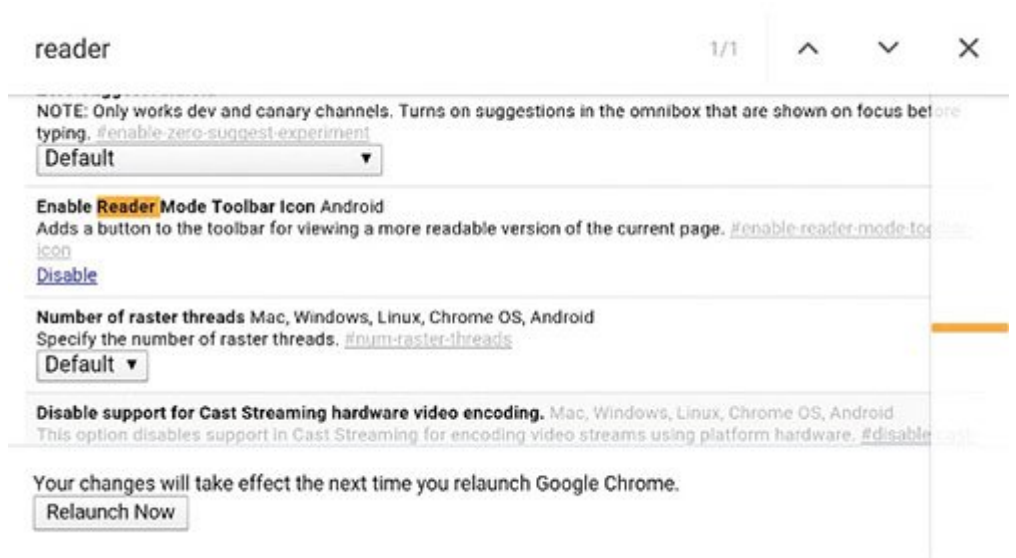 reader 1/1
NOTE: Only works dev and canary channels. Turns on suggestions in the omnibox that are shown on focus before
typing. #enable-zero-suggest-experiment
Default
Enable Reader Mode Toolbar Icon Android
Adds a button to the toolbar for viewing a more readable version of the current page. #enable-reader-mode-toolbar-
icon
Disable
Number of raster threads Mac, Windows, Linux, Chrome OS, Android
Specify the number of raster threads. #num-raster-threads
Default
Disable support for Cast Streaming hardware video encoding. Mac, Windows, Linux, Chrome OS, Android
This option disables support in Cast Streaming for encoding video streams using platform hardware. #disable-cast-
Your changes will take effect the next time you relaunch Google Chrome.
Relaunch Now